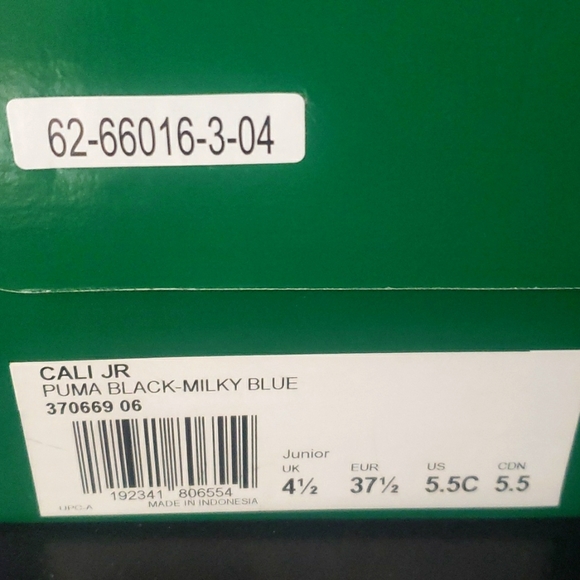 62-66016-3-04
CALI JR
PUMA BLACK-MILKY BLUE
370669 06
192341 806554
UPC-A MADE IN INDONESIA
Junior
UK EUR US CDN
4½ 37½ 5.5C 5.5